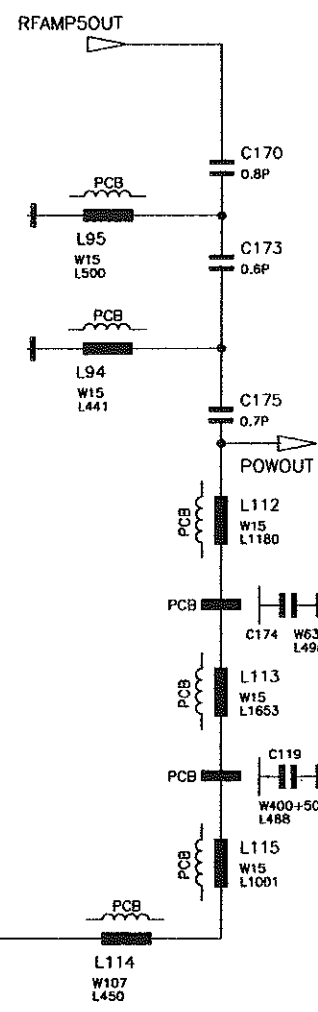 RFAMP5OUT
C170
0.8P
PCB
L95
W15
L500
C173
0.6P
PCB
L94
W15
L441
C175
0.7P
POWOUT
PCB
L112
W15
L1180
PCB
C174
PCB
L113
W15
L1653
C119
PCB
W400+50
L488
PCB
L115
W15
L1001
PCB
L114
W107
L450